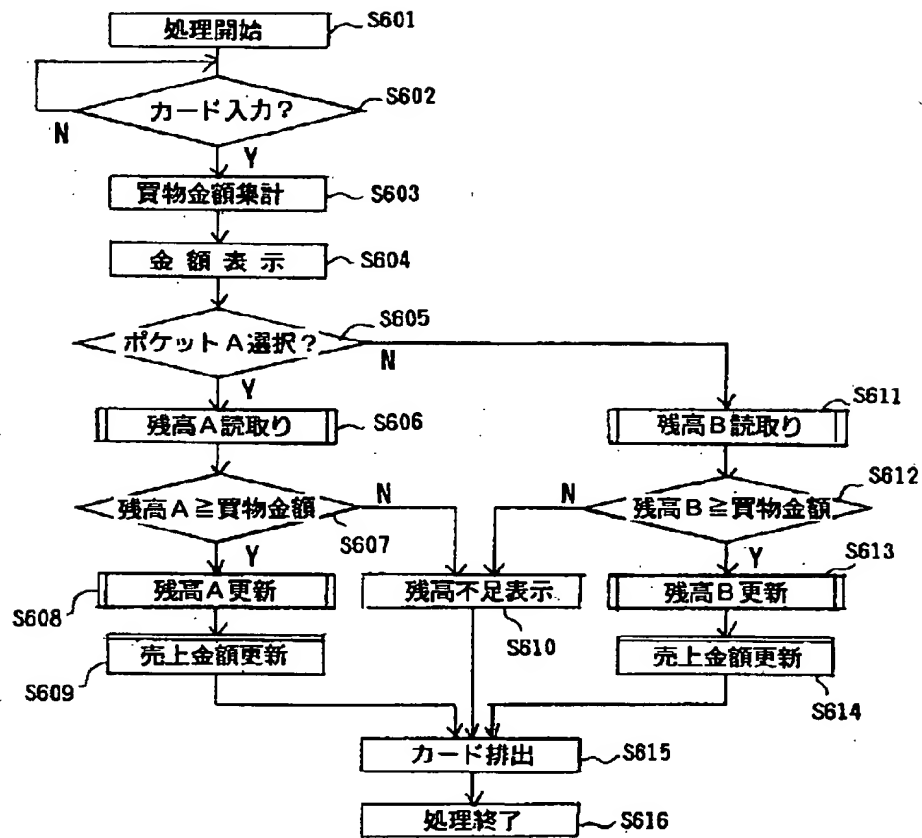 処理開始
S601
カード入力?
S602
N
Y
買物金額集計
S603
金額表示
S604
ポケットA選択?
S605
N
Y
残高A読取り
S606
残高B読取り
S611
残高A≧買物金額
S607
N
Y
残高B≧買物金額
S612
N
Y
残高A更新
S608
残高不足表示
S610
残高B更新
S613
売上金額更新
S609
売上金額更新
S614
カード排出
S615
処理終了
S616